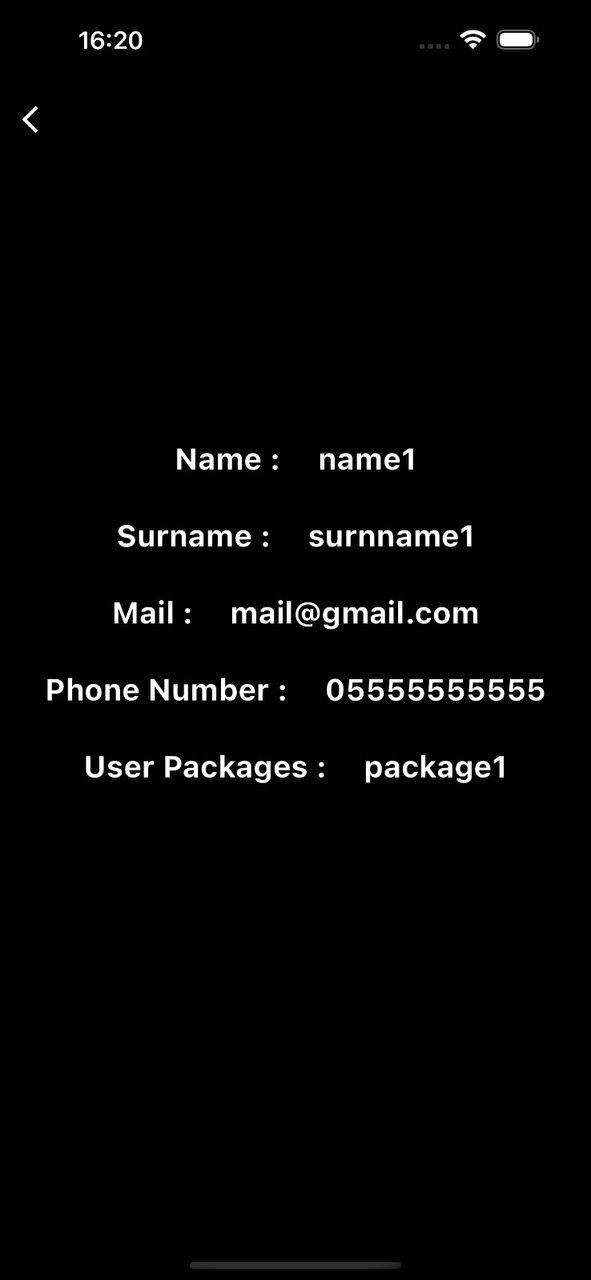 16:20
Name : name1
Surname : surnname1
Mail : mail@gmail.com
Phone Number : 05555555555
User Packages : package1